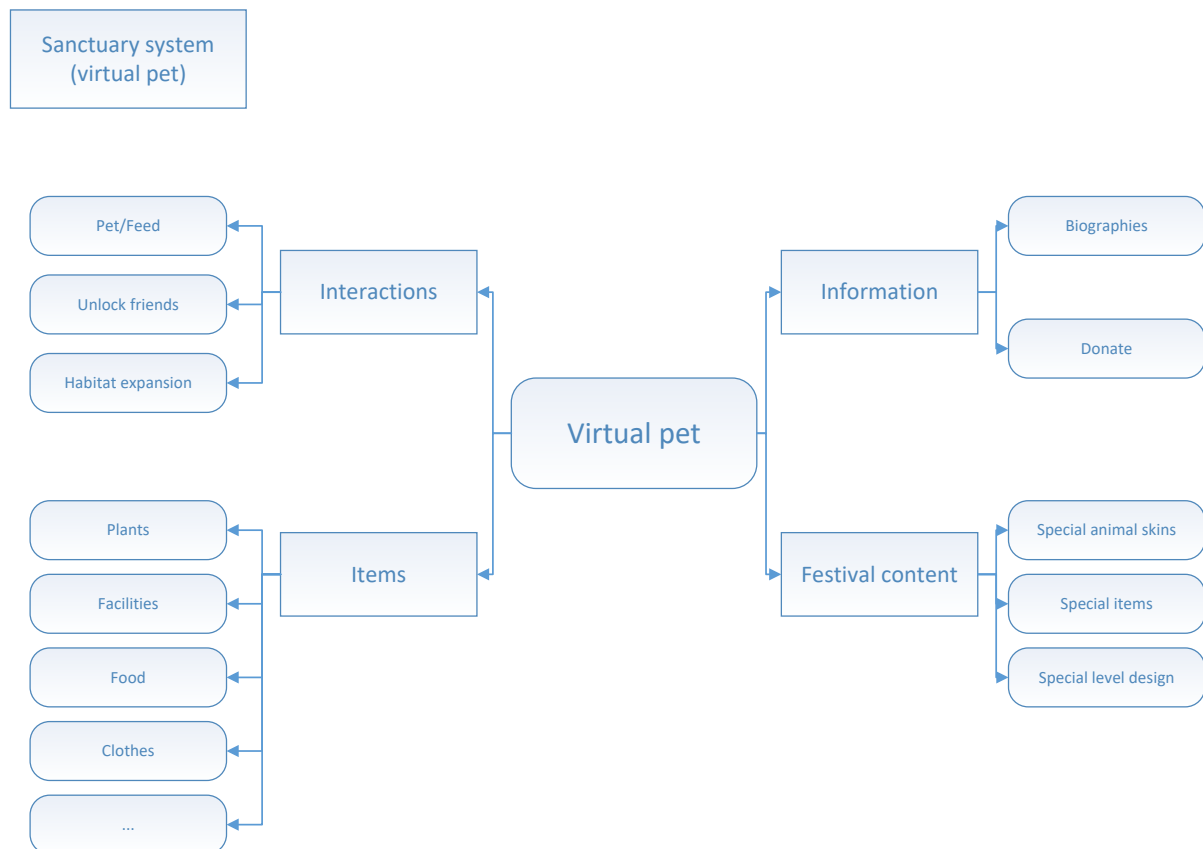 Sanctuary system
(virtual pet)
Pet/Feed
Unlock friends
Habitat expansion
Interactions
Plants
Facilities
Food
Clothes
...
Items
Virtual pet
Information
Biographies
Donate
Festival content
Special animal skins
Special items
Special level design